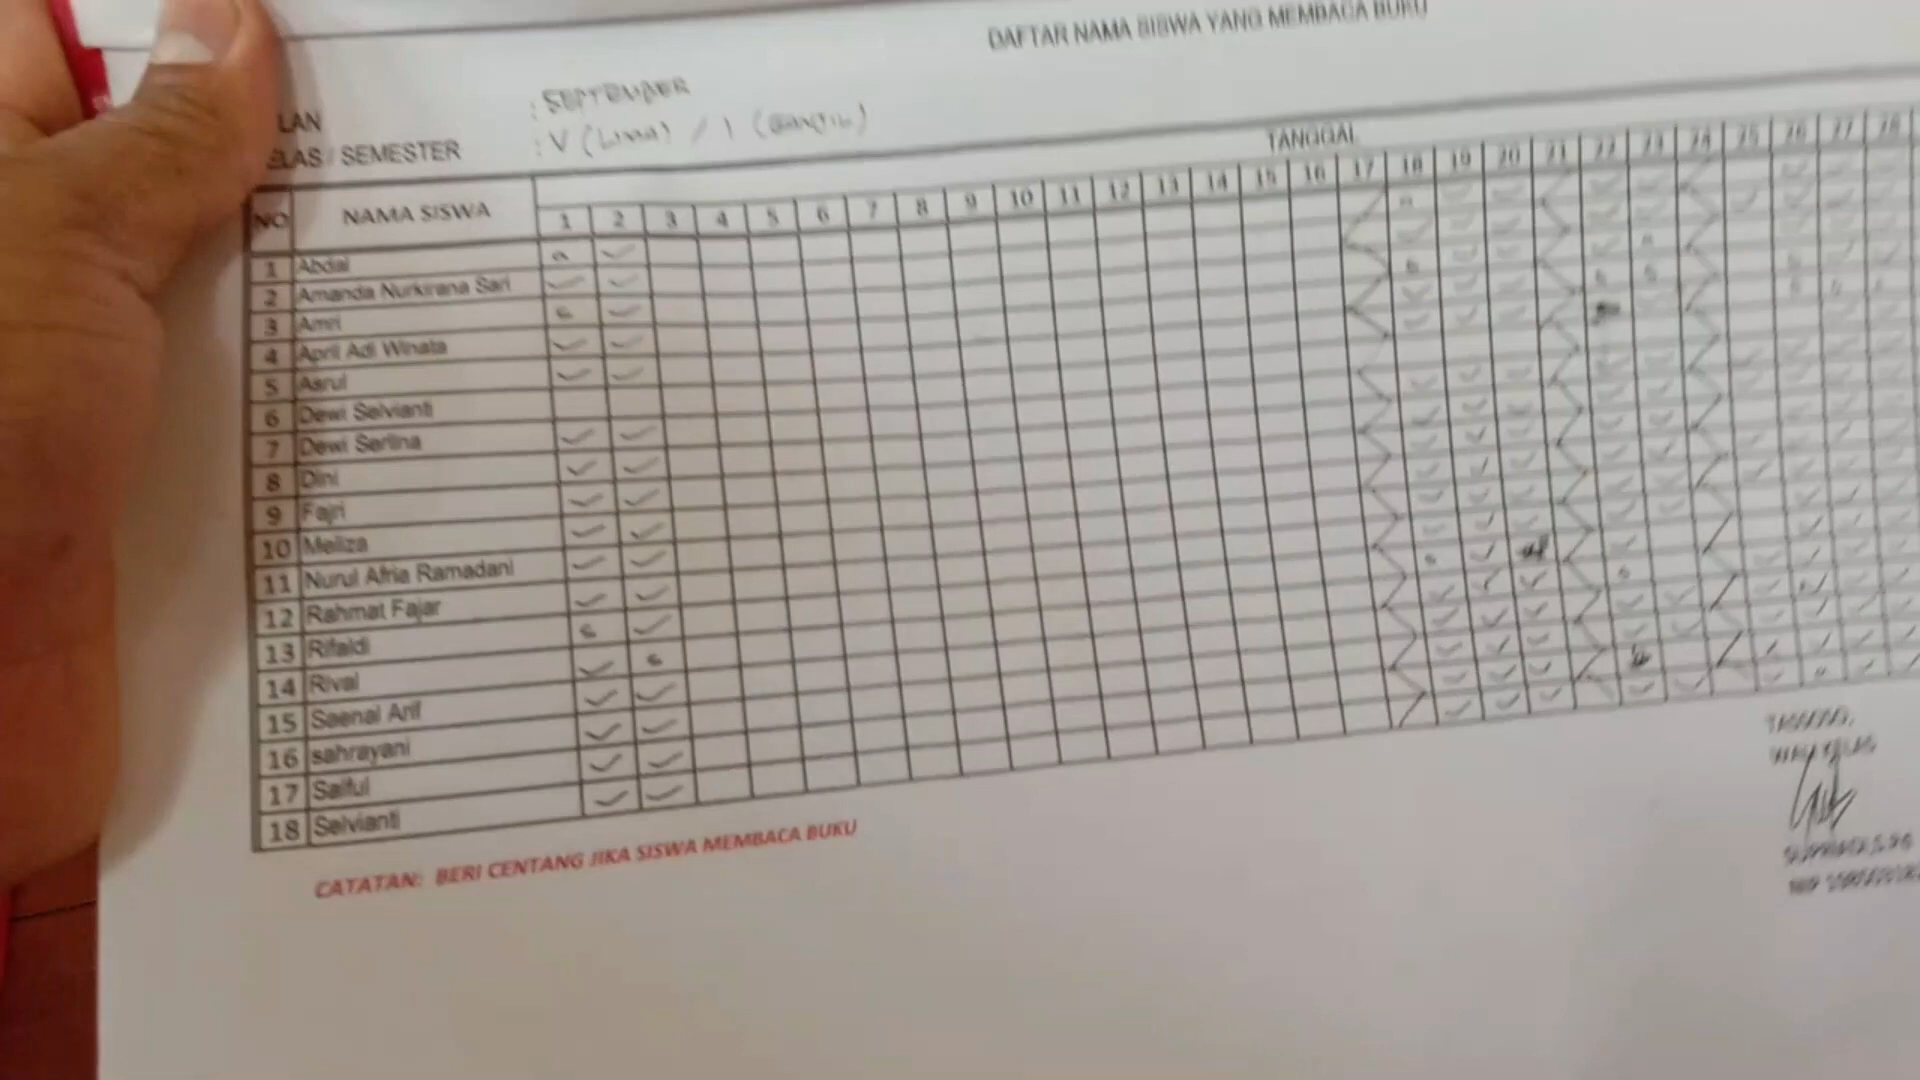 DAFTAR NAMA SISWA YANG MEMBACA BUKU
LAN : SEPTEMBER
ELAS / SEMESTER : V (Lima) / 1 (Ganjil)
NO NAMA SISWA TANGGAL
1 2 3 4 5 6 7 8 9 10 11 12 13 14 15 16 17 18 19 20 21 22 23 24 25 26 27 28
1 Abdal
2 Amanda Nurkirana Sari
3 Amri
4 April Adi Winata
5 Asrul
6 Dewi Selvianti
7 Dewi Serlina
8 Dini
9 Fajri
10 Meliza
11 Nurul Afria Ramadani
12 Rahmat Fajar
13 Rifaldi
14 Rival
15 Seenal Arif
16 sahrayani
17 Saiful
18 Selvianti
CATATAN: BERI CENTANG JIKA SISWA MEMBACA BUKU
WALI KELAS
NIP